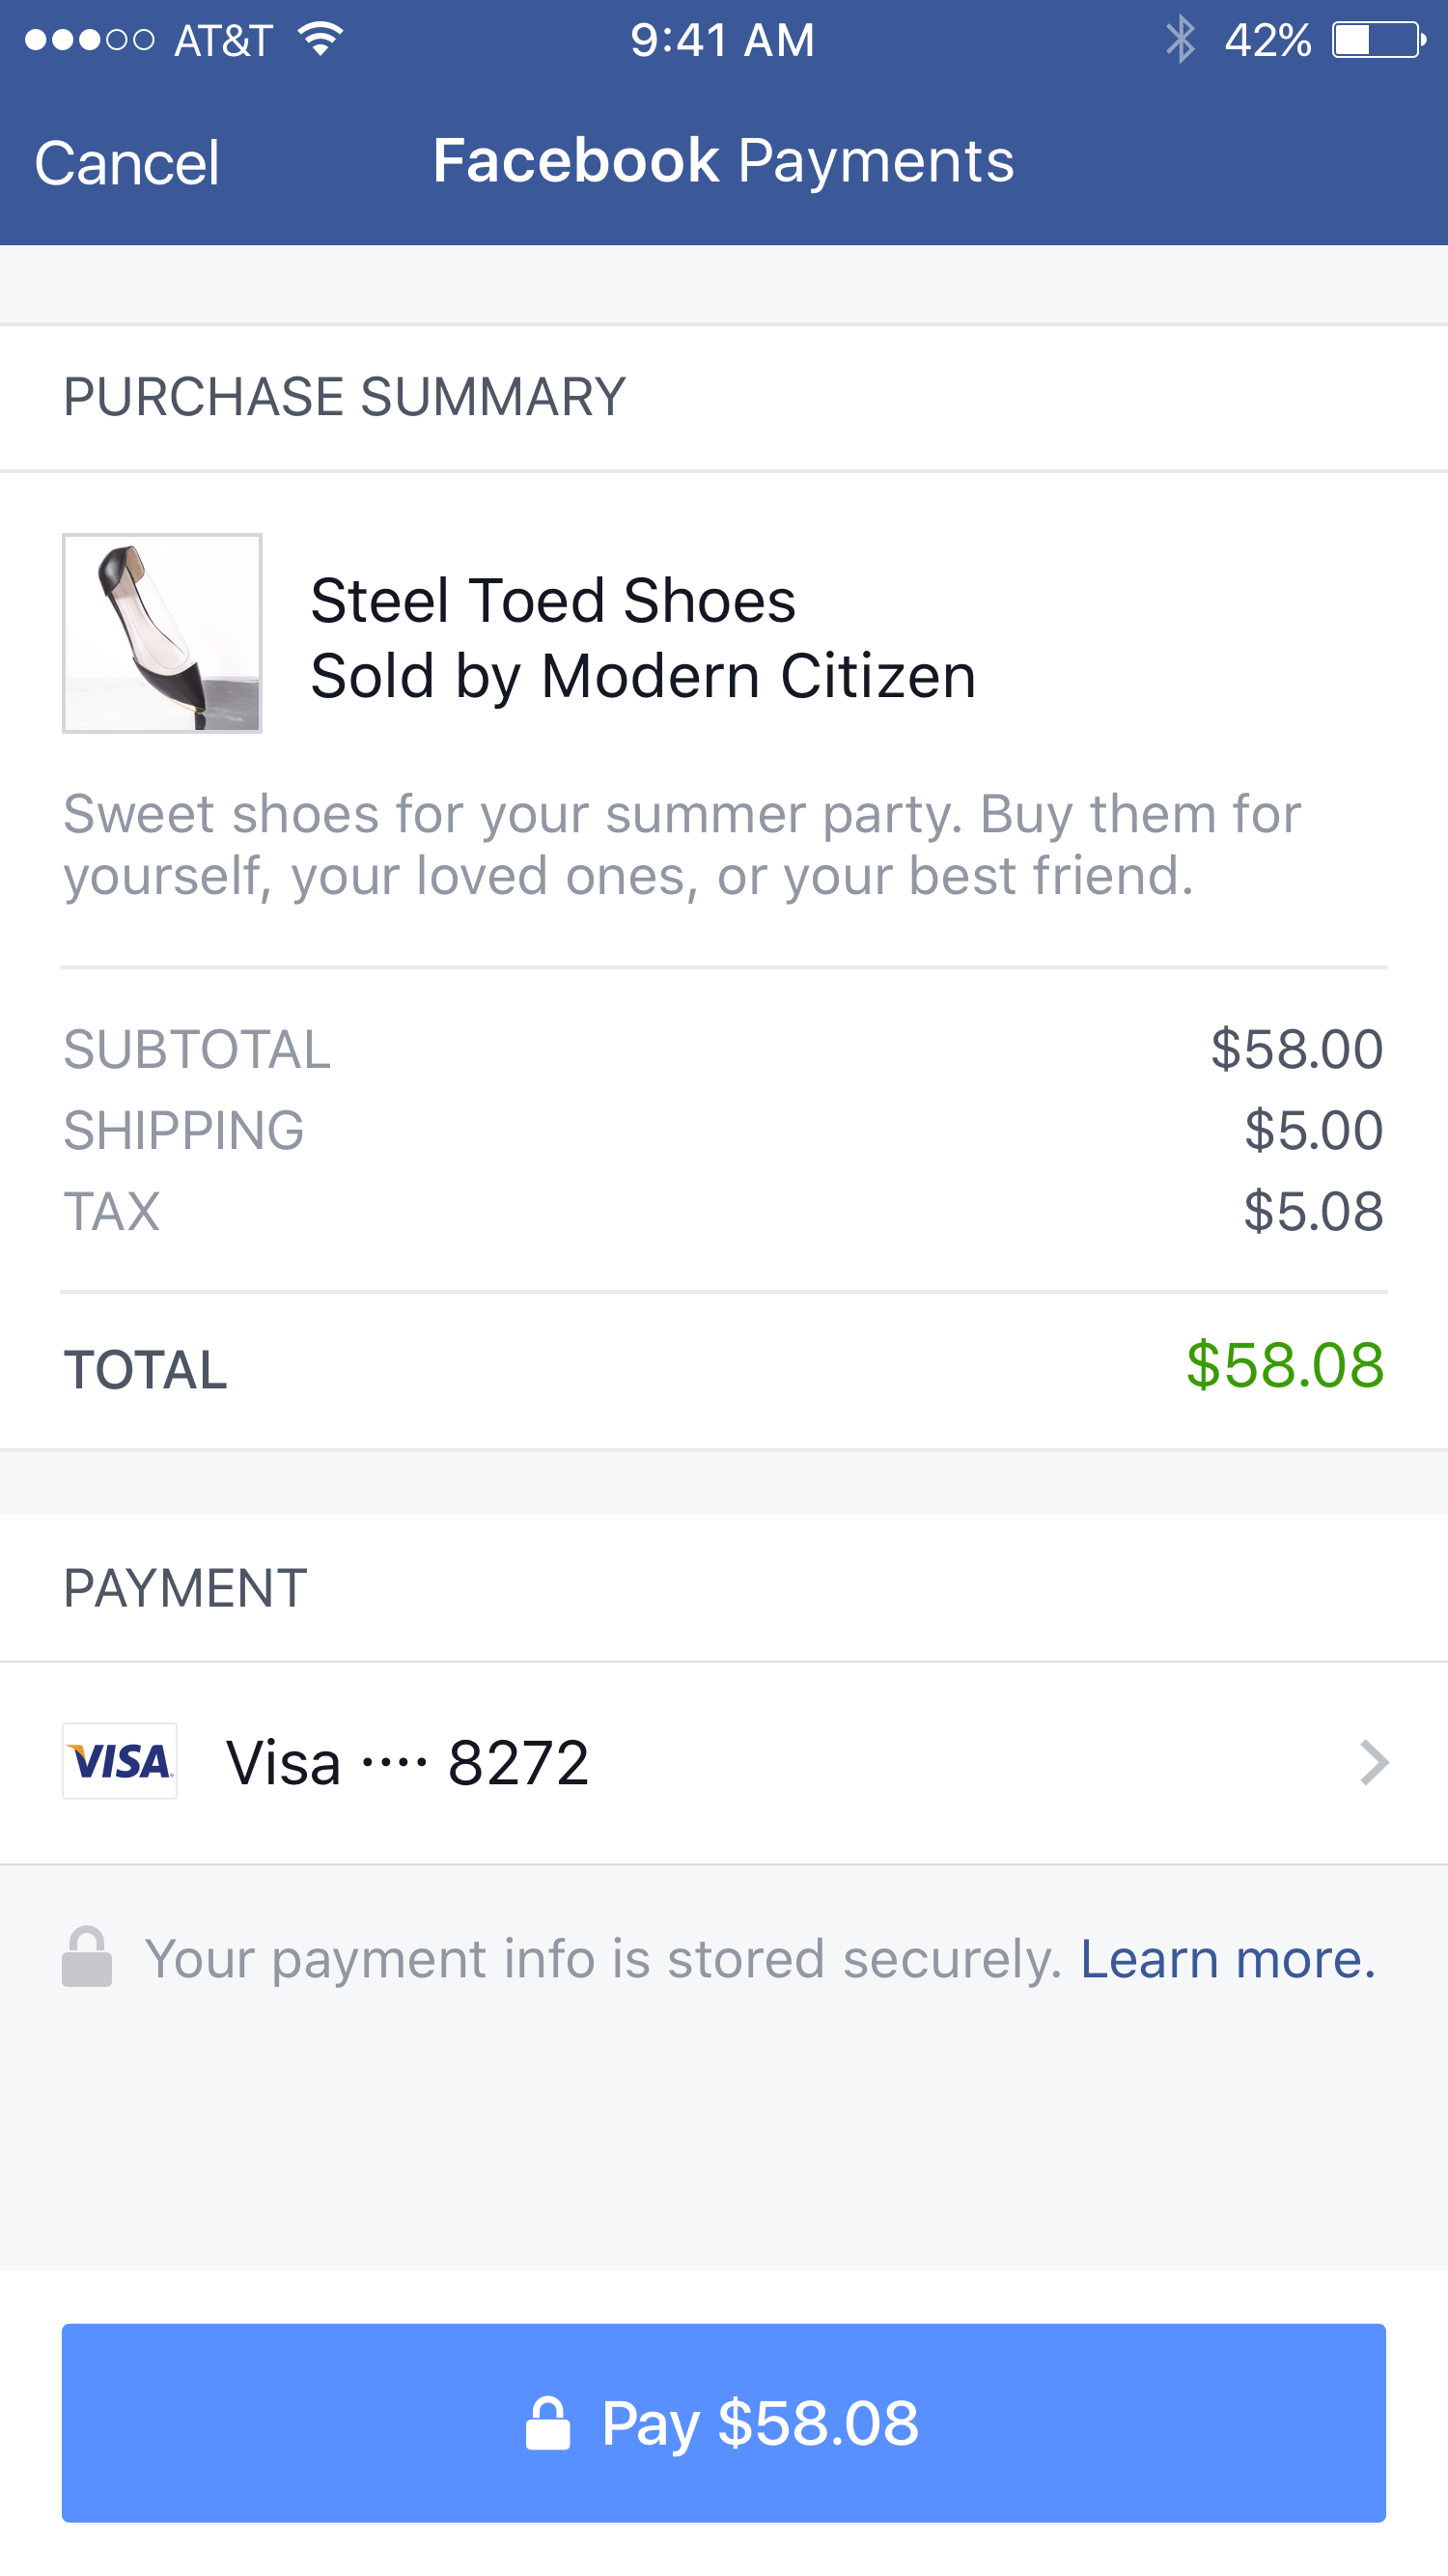 AT&T 9:41 AM 42%
Cancel Facebook Payments
PURCHASE SUMMARY
Steel Toed Shoes
Sold by Modern Citizen
Sweet shoes for your summer party. Buy them for
yourself, your loved ones, or your best friend.
SUBTOTAL $58.00
SHIPPING $5.00
TAX $5.08
TOTAL $58.08
PAYMENT
VISA Visa ···· 8272
Your payment info is stored securely. Learn more.
Pay $58.08